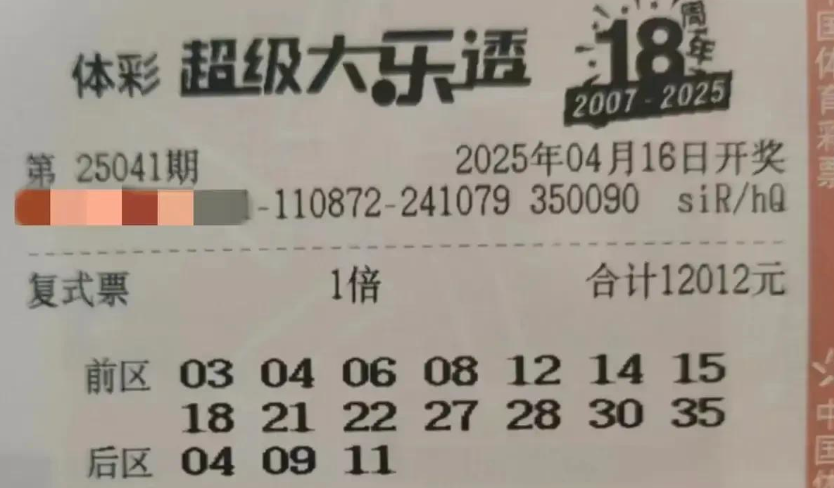 体彩 超级大乐透 18周年
2007-2025
第 25041期 2025年04月16日开奖
-110872-241079 350090 siR/hQ
复式票 1倍 合计12012元
前区 03 04 06 08 12 14 15
18 21 22 27 28 30 35
后区 04 09 11
国体育彩票
中国体